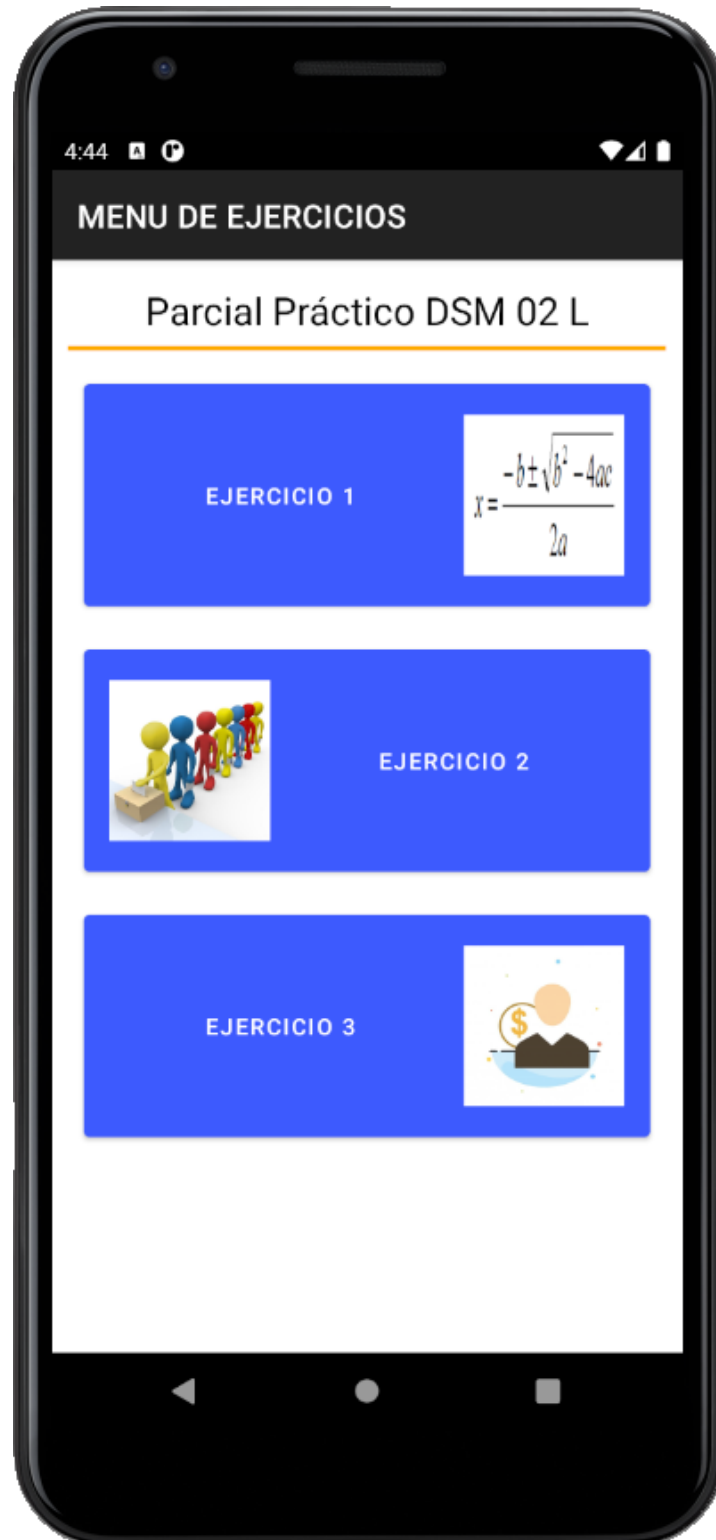 4:44
MENU DE EJERCICIOS
Parcial Práctico DSM 02 L
EJERCICIO 1
x = -b ± √b² - 4ac
2a
EJERCICIO 2
EJERCICIO 3
$